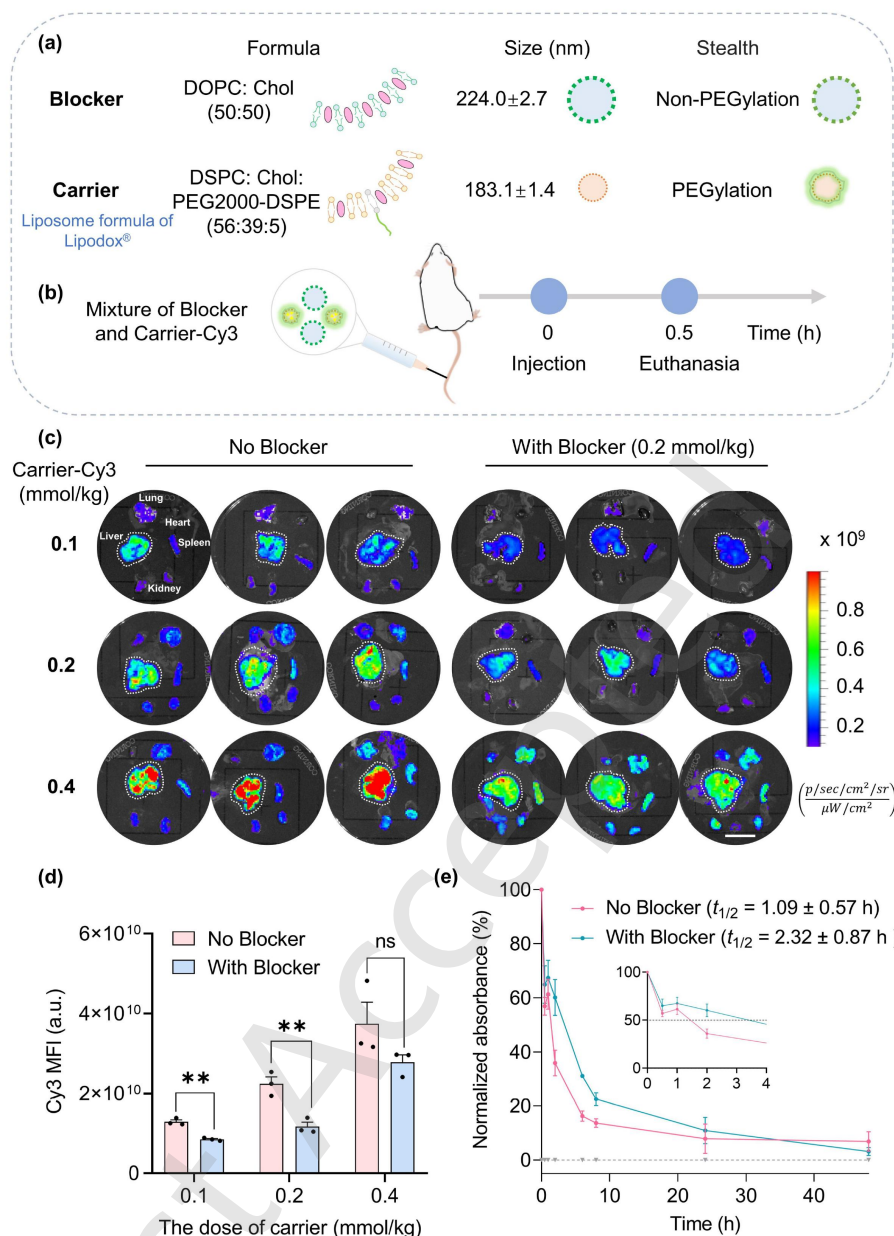 (a)
Formula
Size (nm)
Stealth
Blocker
DOPC: Chol
(50:50)
224.0±2.7
Non-PEGylation
Carrier
Liposome formula of
Lipodox®
DSPC: Chol:
PEG2000-DSPE
(56:39:5)
183.1±1.4
PEGylation
(b)
Mixture of Blocker
and Carrier-Cy3
0
0.5
Time (h)
Injection
Euthanasia
(c)
No Blocker
With Blocker (0.2 mmol/kg)
Carrier-Cy3
(mmol/kg)
Lung
Heart
Liver
Spleen
Kidney
0.1
0.2
0.4
x 10⁹
0.8
0.6
0.4
0.2
(p/sec/cm²/sr / μW/cm²)
(d)
6×10¹⁰
4×10¹⁰
2×10¹⁰
0
Cy3 MFI (a.u.)
No Blocker
With Blocker
**
**
ns
0.1
0.2
0.4
The dose of carrier (mmol/kg)
(e)
Normalized absorbance (%)
100
80
60
40
20
0
No Blocker (t1/2 = 1.09 ± 0.57 h)
With Blocker (t1/2 = 2.32 ± 0.87 h )
100
50
0
0
1
2
3
4
0
20
40
Time (h)
st Accepted